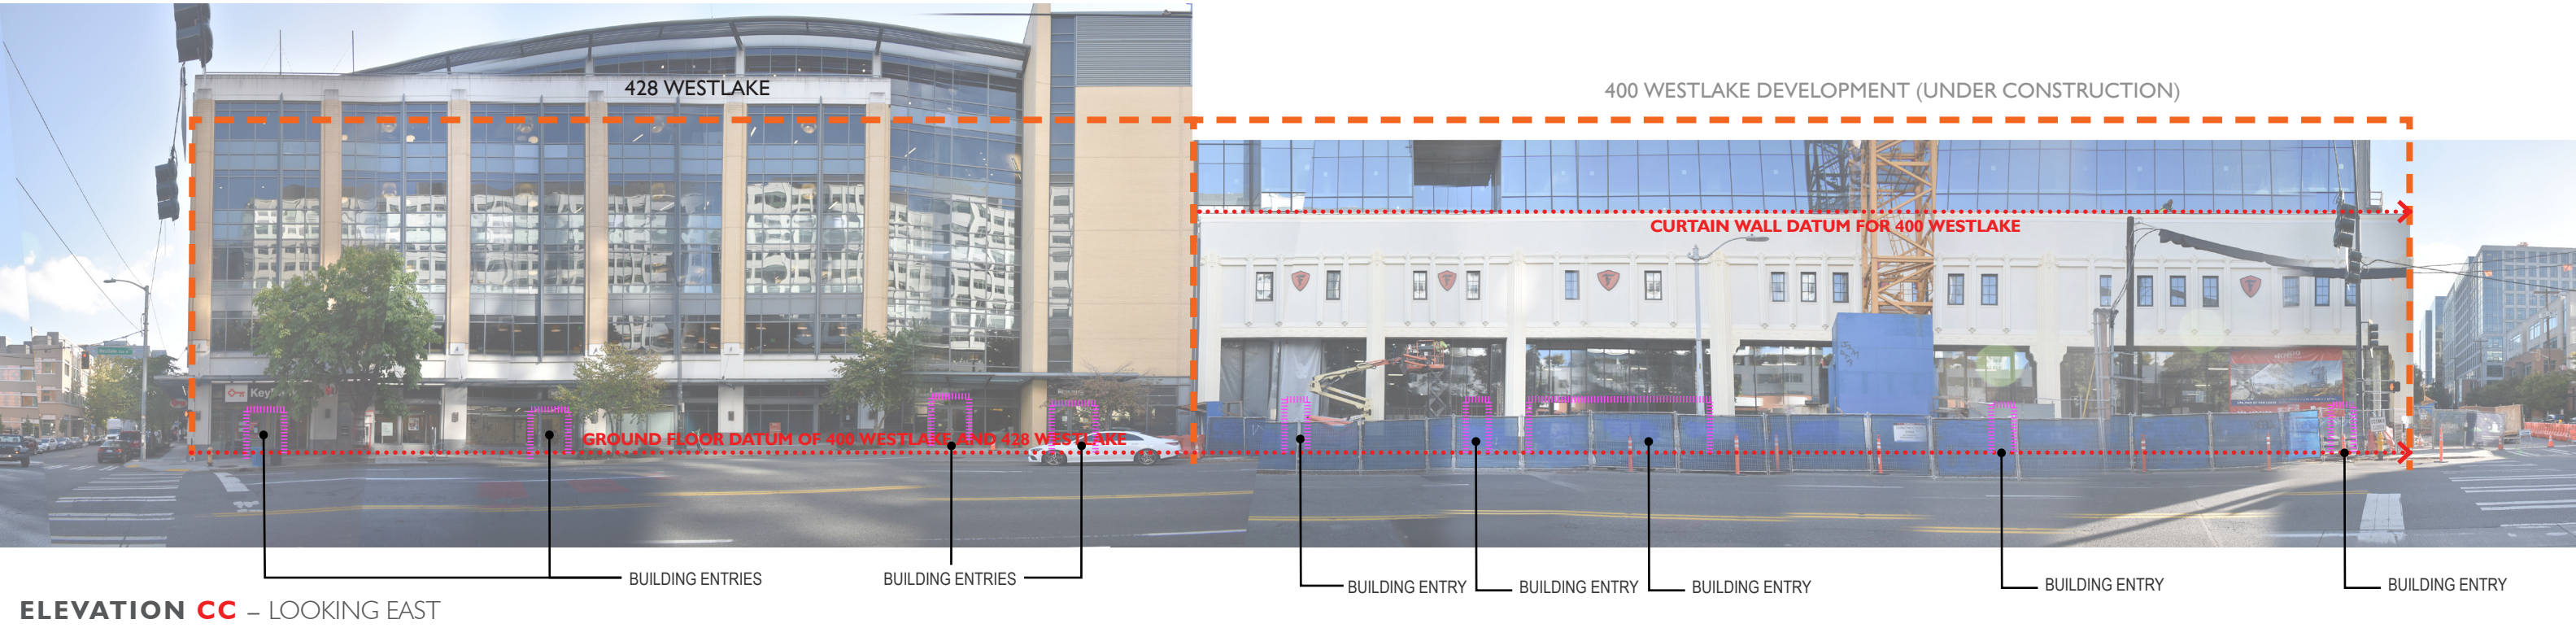 428 WESTLAKE
400 WESTLAKE DEVELOPMENT (UNDER CONSTRUCTION)
CURTAIN WALL DATUM FOR 400 WESTLAKE
Key
GROUND FLOOR DATUM OF 400 WESTLAKE AND 428 WESTLAKE
BUILDING ENTRIES
BUILDING ENTRIES
BUILDING ENTRY
BUILDING ENTRY
BUILDING ENTRY
BUILDING ENTRY
BUILDING ENTRY
ELEVATION CC – LOOKING EAST